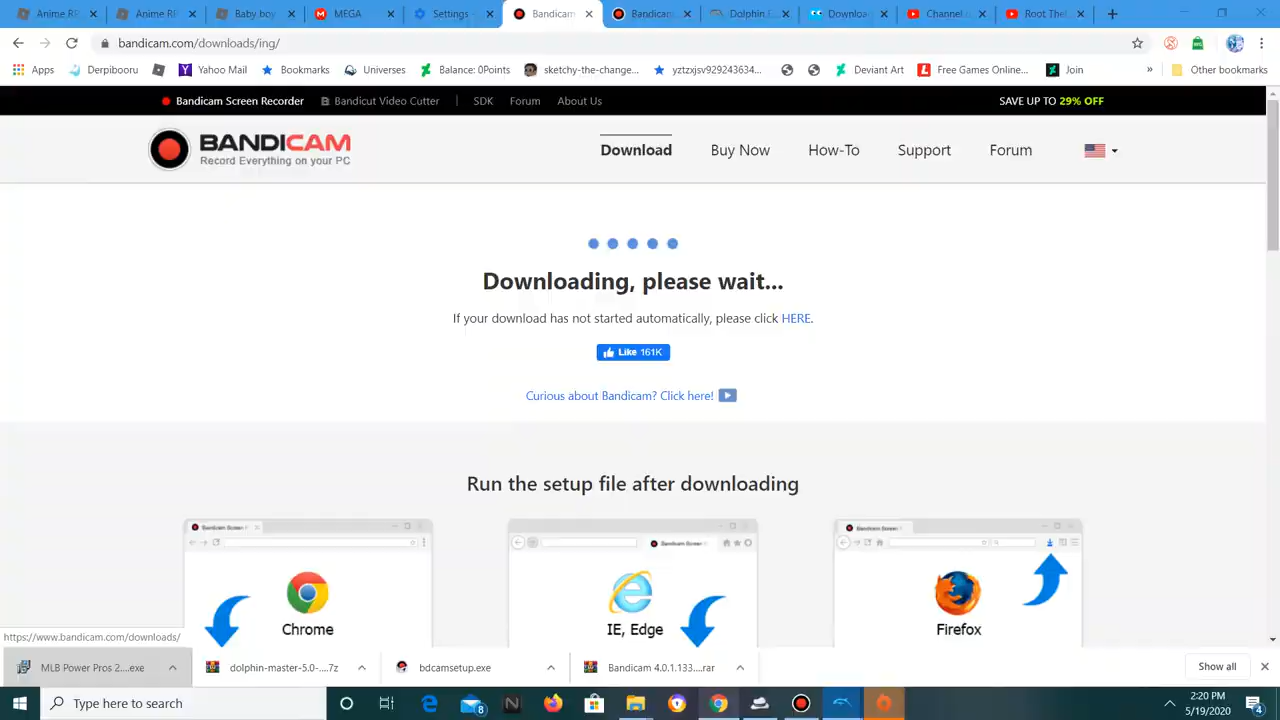 Anime RF
Anime RF
Baby.boy
MEGA
Settings -
Bandicam
Bandicam
Dolphin E
Downloa
Channel
Root The
bandicam.com/downloads/ing/
Apps
Derpibooru
Yahoo Mail
Bookmarks
Universes
Balance: 0Points
sketchy-the-change...
yztzxjsv929243634...
Deviant Art
Free Games Online...
Join
»
Other bookmarks
Bandicam Screen Recorder
Bandicut Video Cutter
SDK
Forum
About Us
SAVE UP TO 29% OFF
BANDICAM
Record Everything on your PC
Download
Buy Now
How-To
Support
Forum
Downloading, please wait...
If your download has not started automatically, please click HERE.
Like 161K
Curious about Bandicam? Click here!
Run the setup file after downloading
Chrome
IE, Edge
Firefox
https://www.bandicam.com/downloads/
MLB Power Pros 2....exe
dolphin-master-5.0-....7z
bdcamsetup.exe
Bandicam 4.0.1.133....rar
Show all
Type here to search
8
2:20 PM
5/19/2020
4